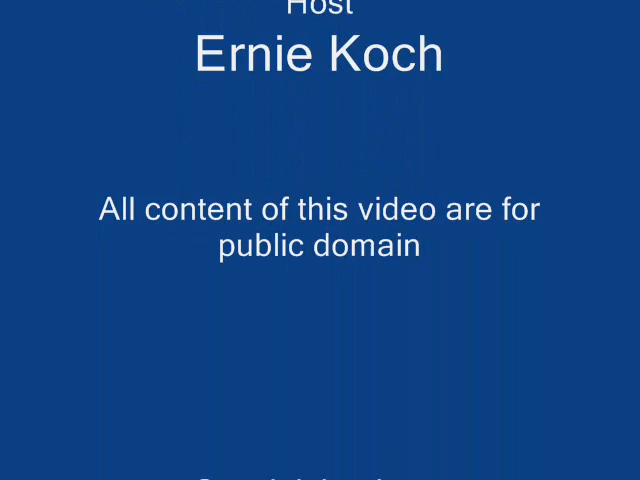 Host
Ernie Koch
All content of this video are for
public domain